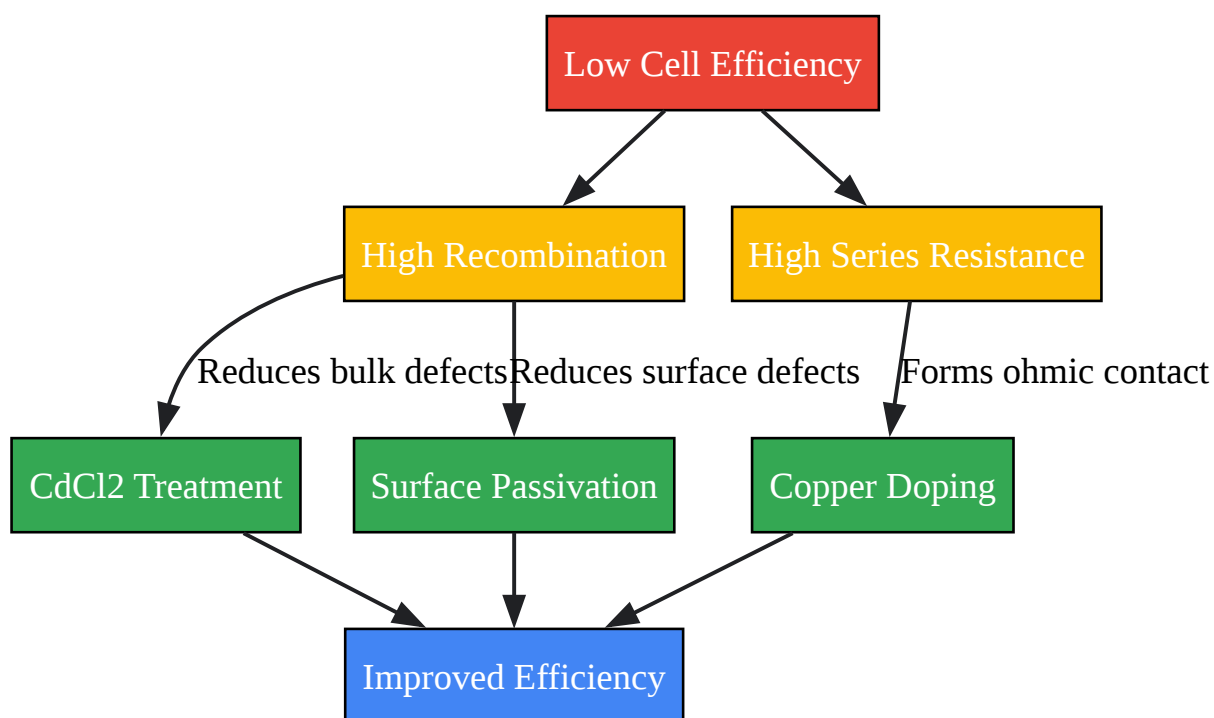 Low Cell Efficiency
High Recombination
High Series Resistance
Reduces bulk defects
Reduces surface defects
Forms ohmic contact
CdCl2 Treatment
Surface Passivation
Copper Doping
Improved Efficiency